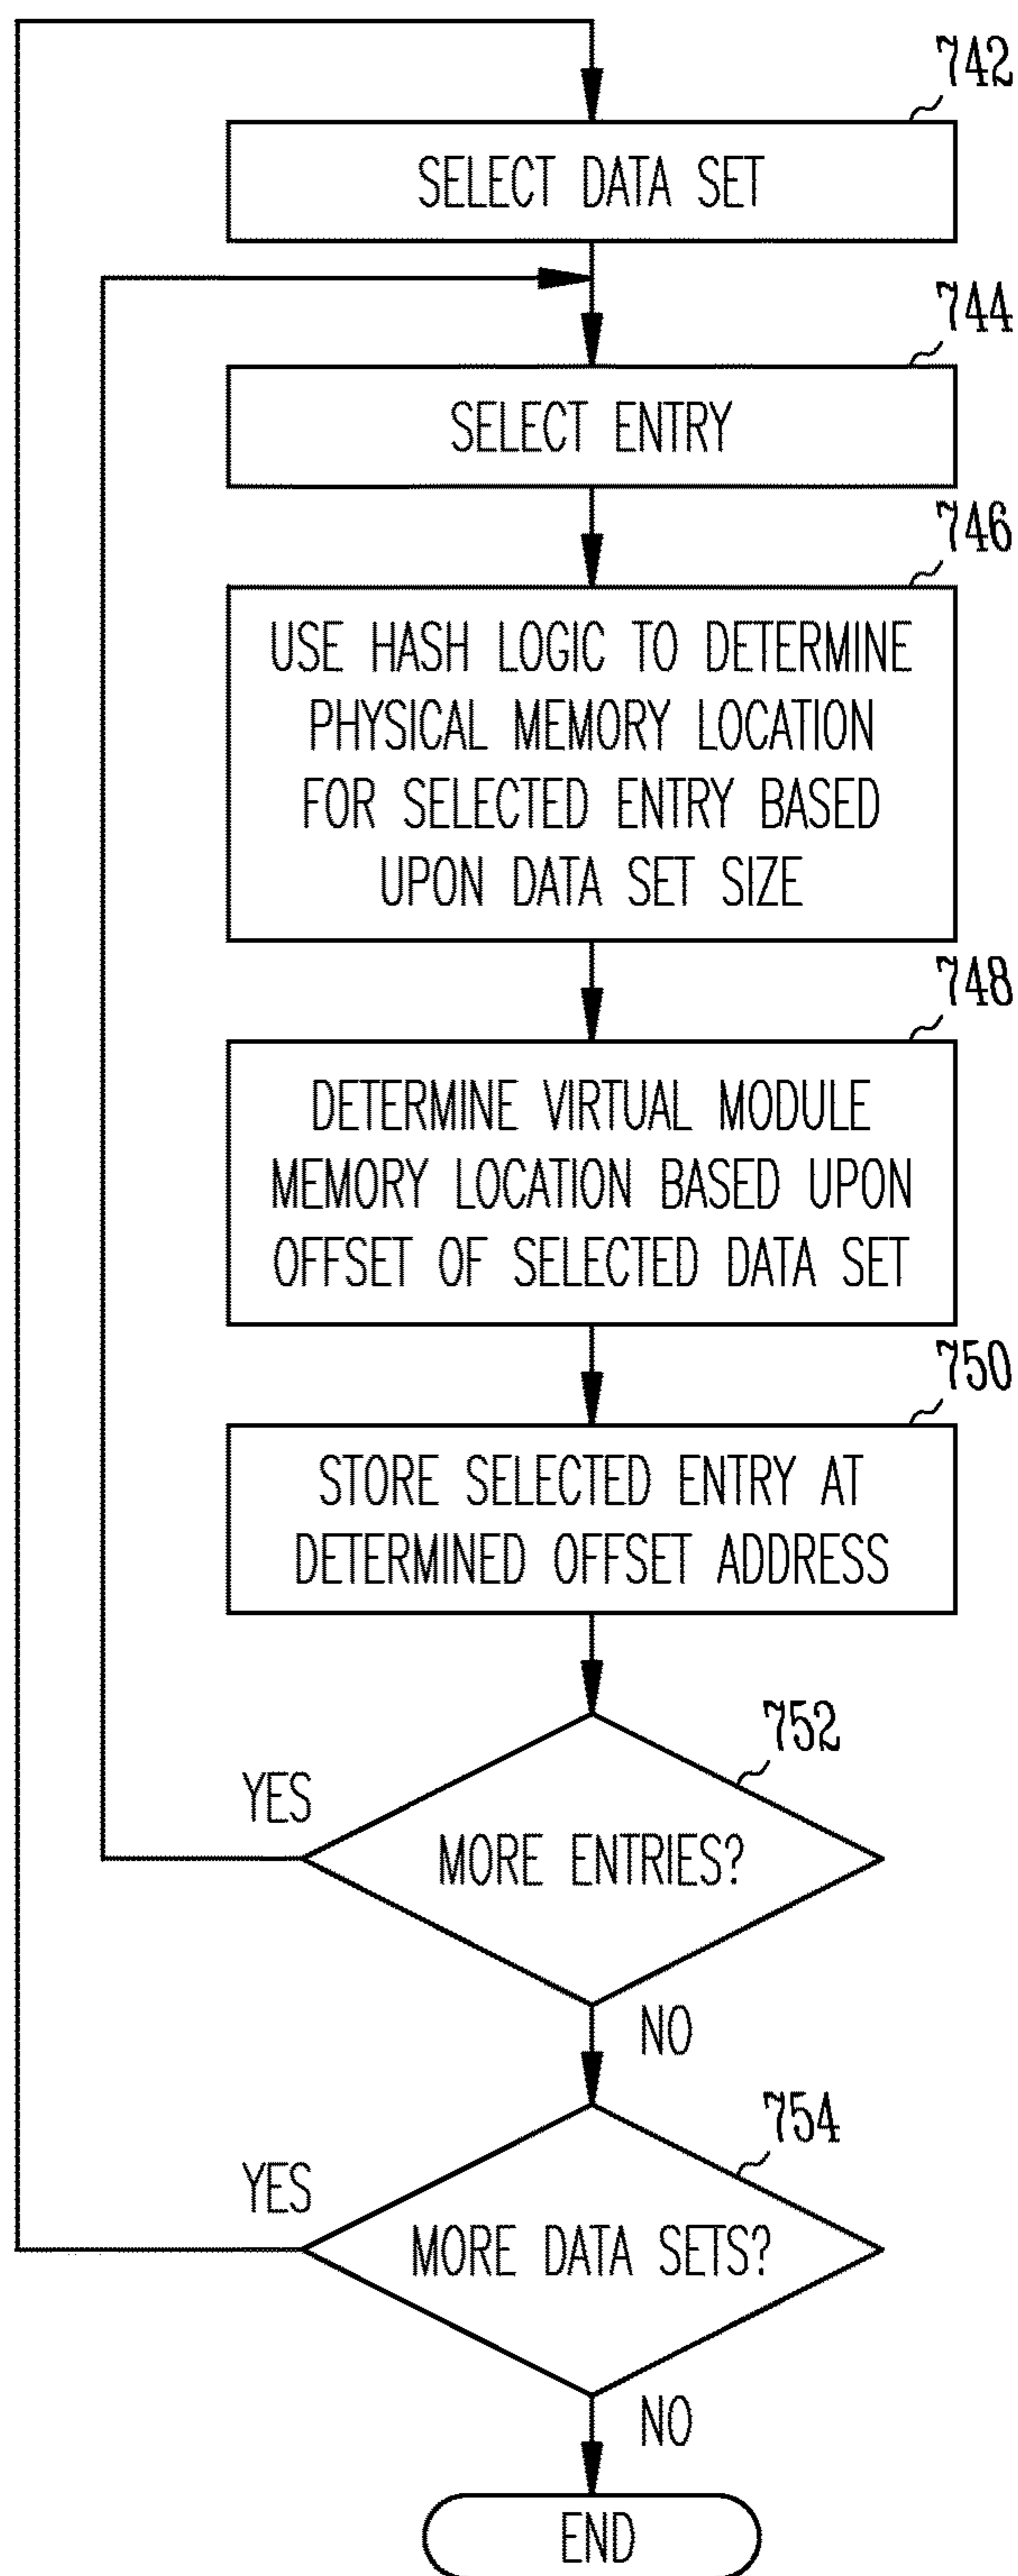 742
SELECT DATA SET
744
SELECT ENTRY
746
USE HASH LOGIC TO DETERMINE
PHYSICAL MEMORY LOCATION
FOR SELECTED ENTRY BASED
UPON DATA SET SIZE
748
DETERMINE VIRTUAL MODULE
MEMORY LOCATION BASED UPON
OFFSET OF SELECTED DATA SET
750
STORE SELECTED ENTRY AT
DETERMINED OFFSET ADDRESS
752
YES
MORE ENTRIES?
NO
754
YES
MORE DATA SETS?
NO
END